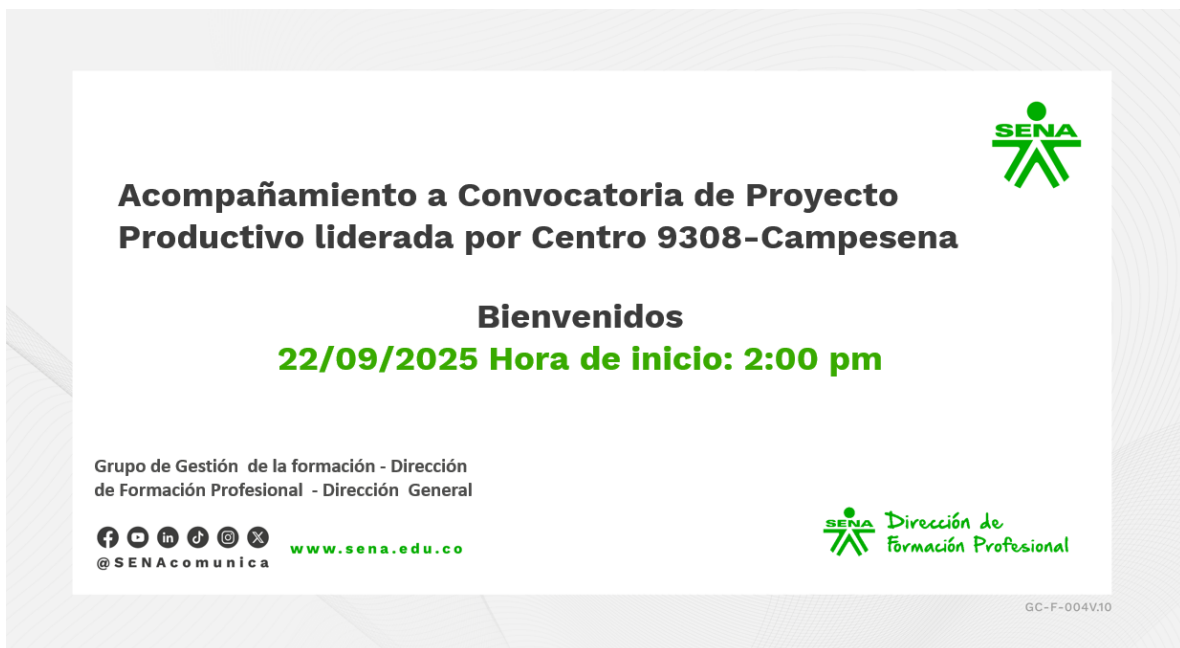 SENA
Acompañamiento a Convocatoria de Proyecto
Productivo liderada por Centro 9308-Campesena
Bienvenidos
22/09/2025 Hora de inicio: 2:00 pm
Grupo de Gestión de la formación - Dirección
de Formación Profesional - Dirección General
@SENAcomunica
www.sena.edu.co
SENA
Dirección de
Formación Profesional
GC-F-004V.10